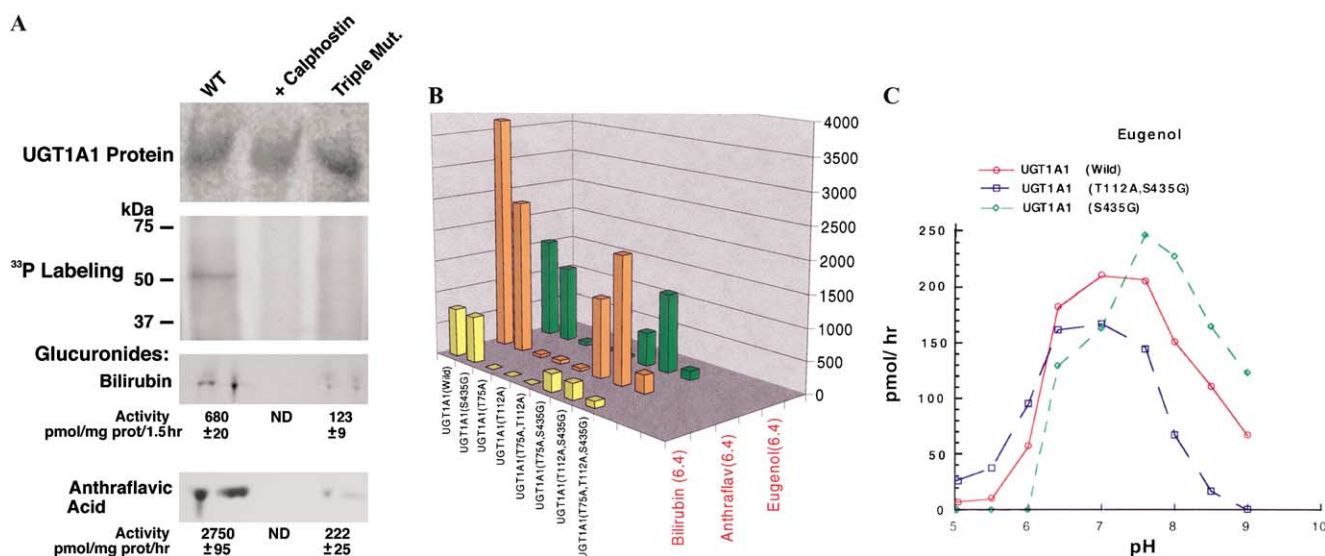 A
WT
+ Calphostin
Triple Mut.
UGT1A1 Protein
kDa
75
³³P Labeling
50
37
Glucuronides:
Bilirubin
Activity 680 ND 123
pmol/mg prot/1.5hr ±20 ±9
Anthraflavic
Acid
Activity 2750 ND 222
pmol/mg prot/hr ±95 ±25
B
4000
3500
3000
2500
2000
1500
1000
500
0
UGT1A1(Wild)
UGT1A1(S435G)
UGT1A1(T75A)
UGT1A1(T112A)
UGT1A1(T75A,T112A)
UGT1A1(T75A,S435G)
UGT1A1(T112A,S435G)
UGT1A1(T75A,T112A,S435G)
Bilirubin (6.4)
Anthraflav(6.4)
Eugenol(6.4)
C
Eugenol
UGT1A1 (Wild)
UGT1A1 (T112A,S435G)
UGT1A1 (S435G)
250
200
150
100
50
0
pmol/ hr
5 6 7 8 9 10
pH